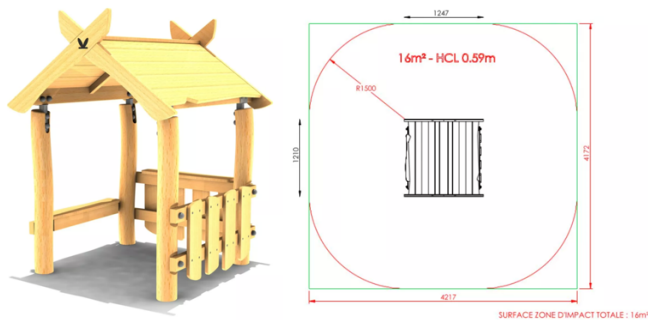 1247
16m² - HCL 0.59m
R1500
1210
4172
4217
SURFACE ZONE D'IMPACT TOTALE : 16m²